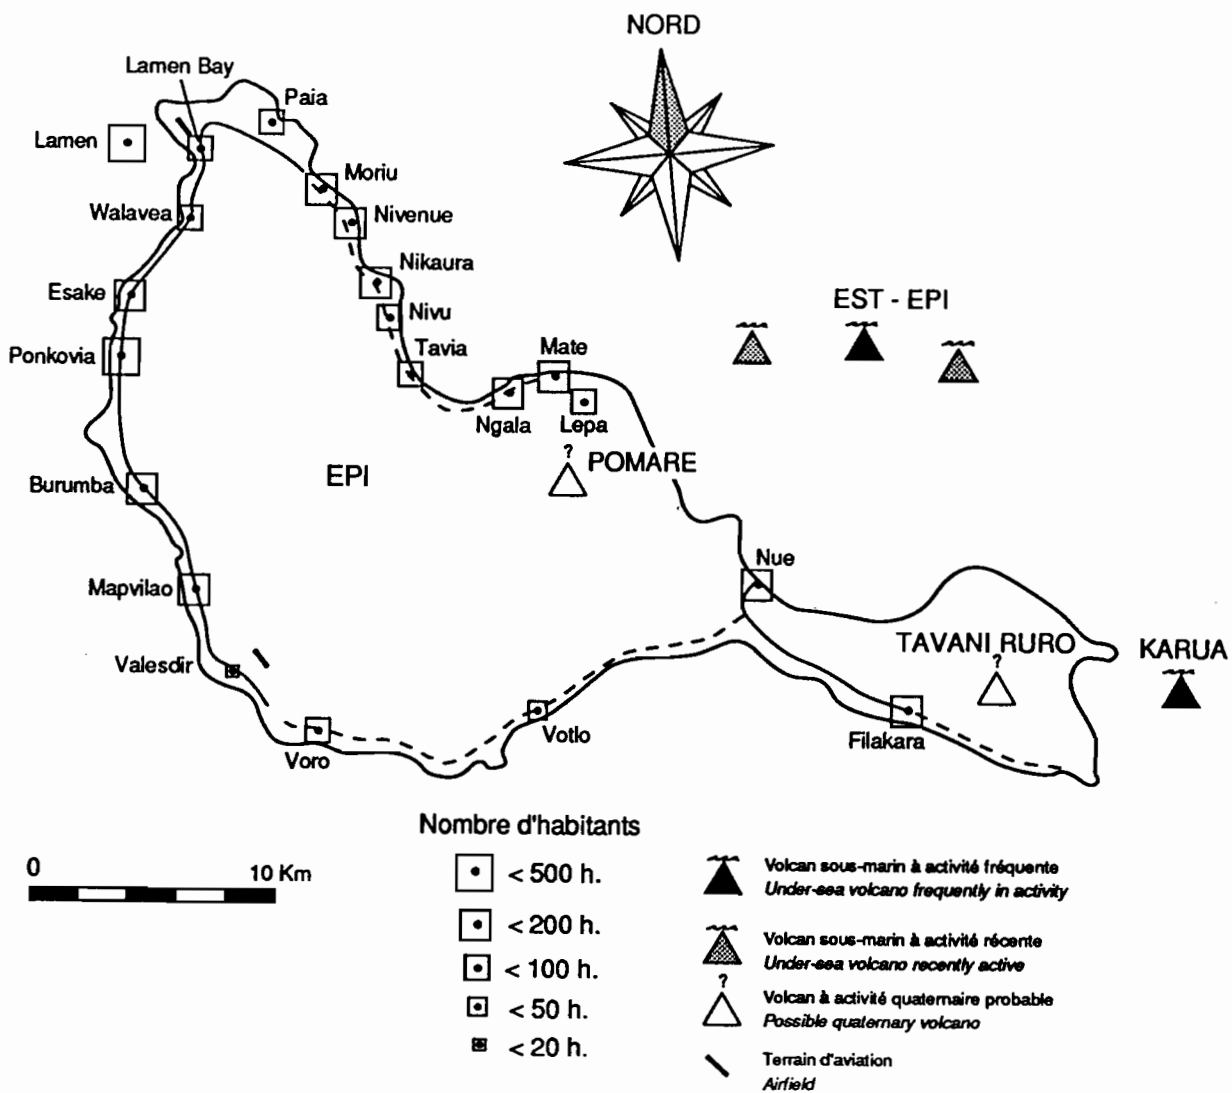 NORD
Lamen Bay
Paia
Lamen
Moriu
Walavea
Nivenue
Nikaura
Esake
EST - EPI
Nivu
Ponkovia
Tavia
Mate
Ngala
Lepa
?
POMARE
EPI
Burumba
Nue
Mapvilao
TAVANI RURO
?
KARUA
Valesdir
Votlo
Filakara
Voro
Nombre d'habitants
0
10 Km
< 500 h.
< 200 h.
< 100 h.
< 50 h.
< 20 h.
Volcan sous-marin à activité fréquente
Under-sea volcano frequently in activity
Volcan sous-marin à activité récente
Under-sea volcano recently active
?
Volcan à activité quaternaire probable
Possible quaternary volcano
Terrain d'aviation
Airfield